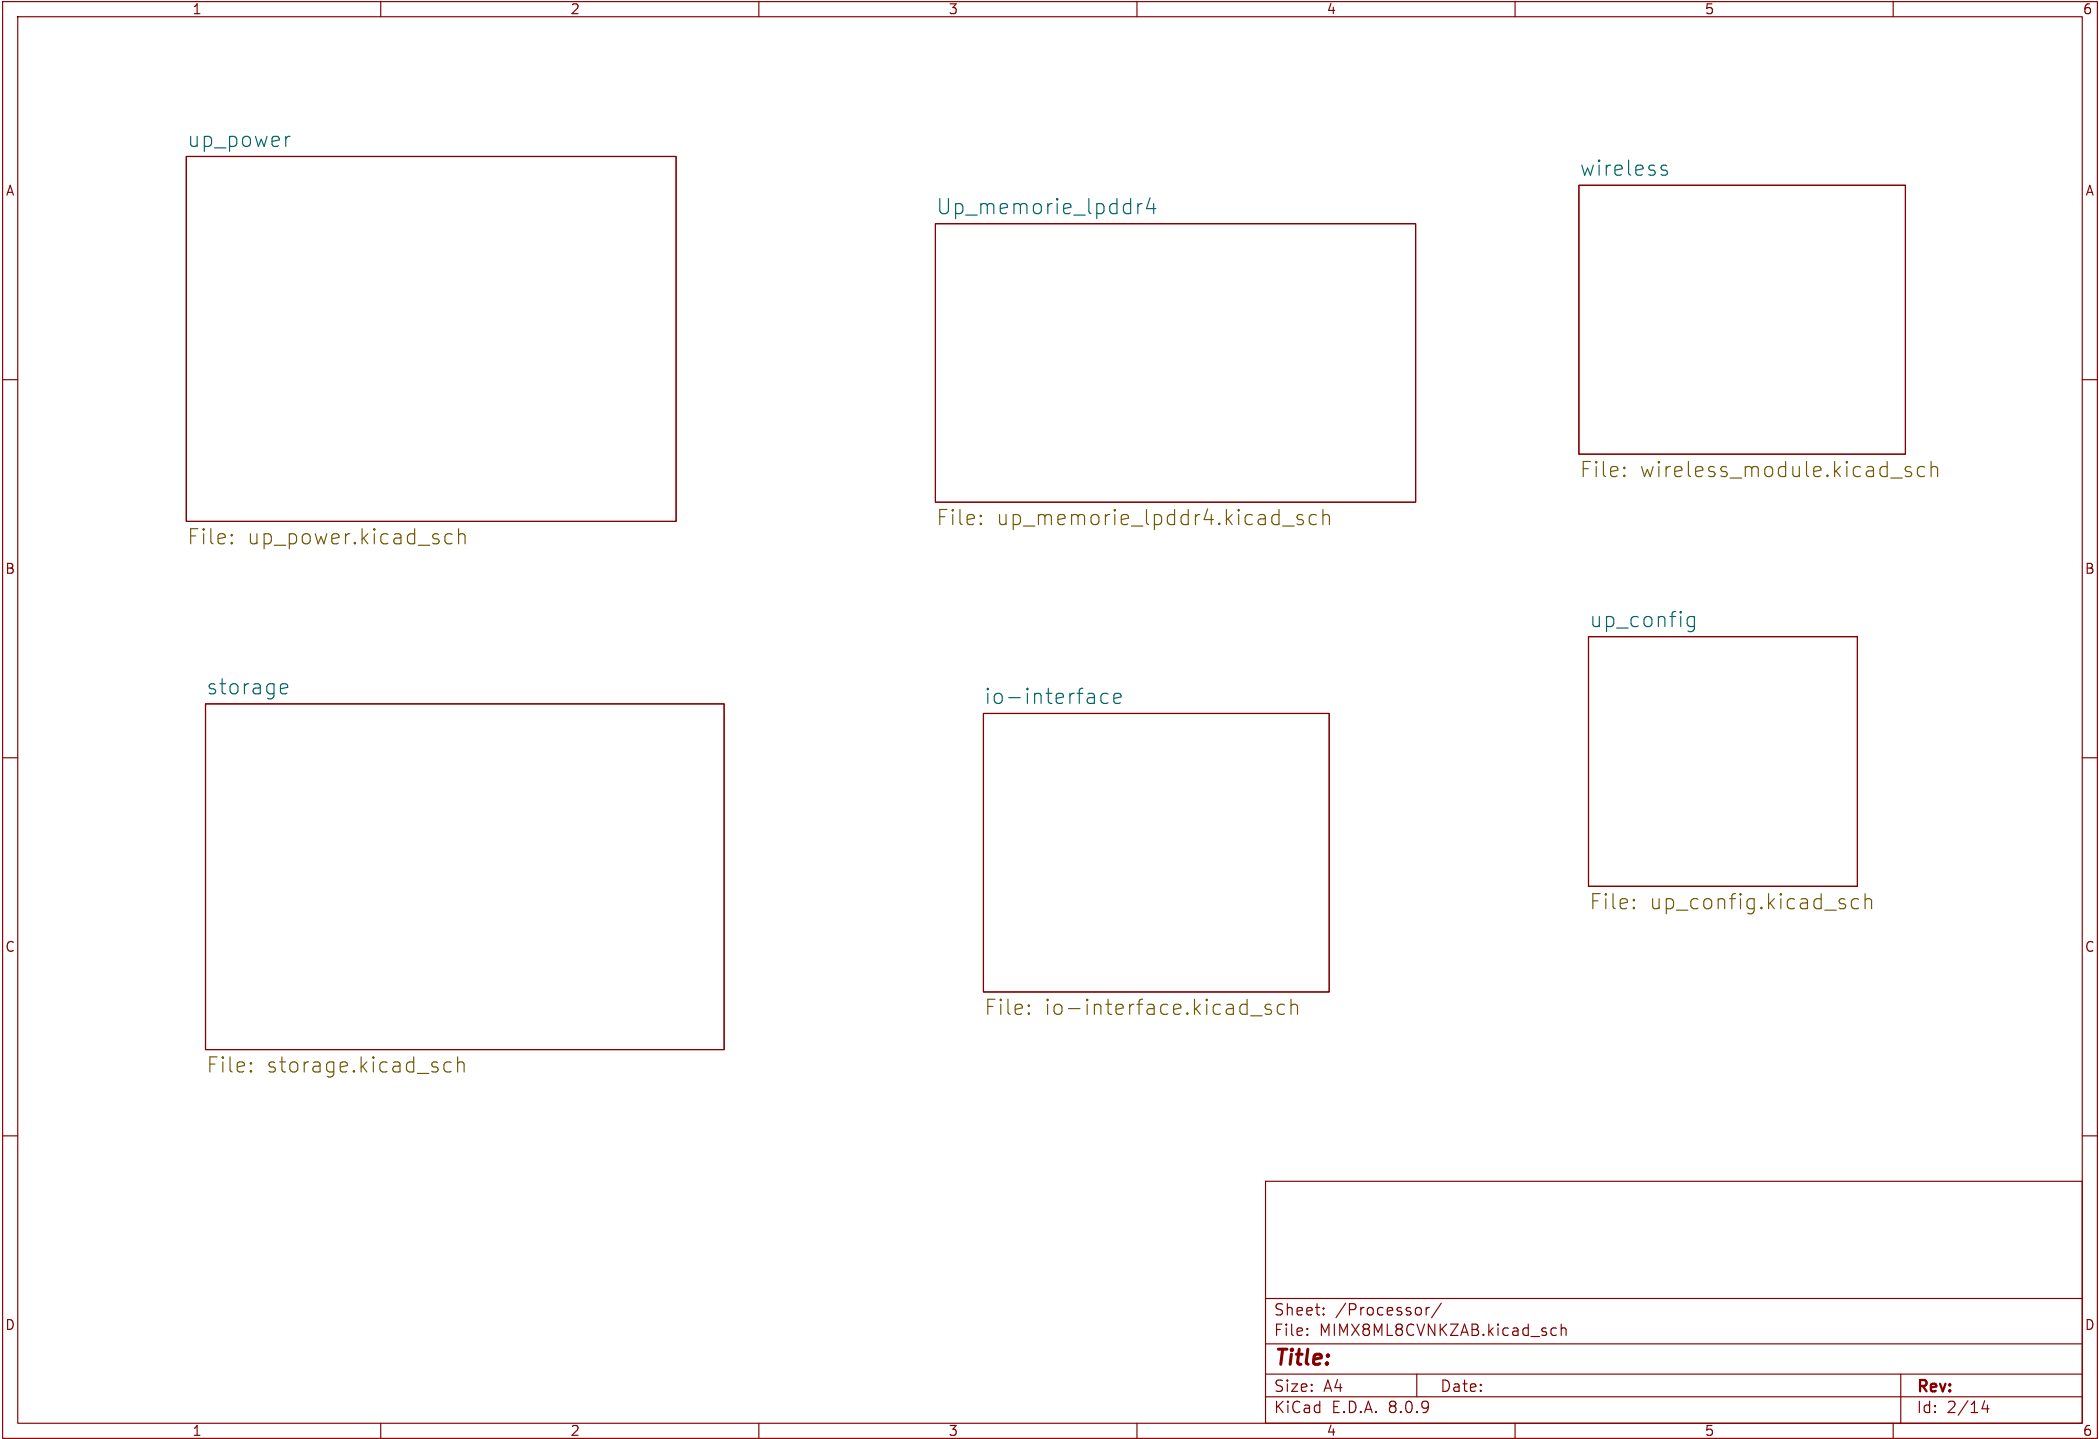 1 2 3 4 5 6
up_power
wireless
A A
Up_memorie_lpddr4
File: wireless_module.kicad_sch
File: up_memorie_lpddr4.kicad_sch
File: up_power.kicad_sch
B B
up_config
storage
io-interface
File: up_config.kicad_sch
C C
File: io-interface.kicad_sch
File: storage.kicad_sch
Sheet: /Processor/
File: MIMX8ML8CVNKZAB.kicad_sch
D D
Title:
Size: A4 Date: Rev:
KiCad E.D.A. 8.0.9 Id: 2/14
1 2 3 4 5 6